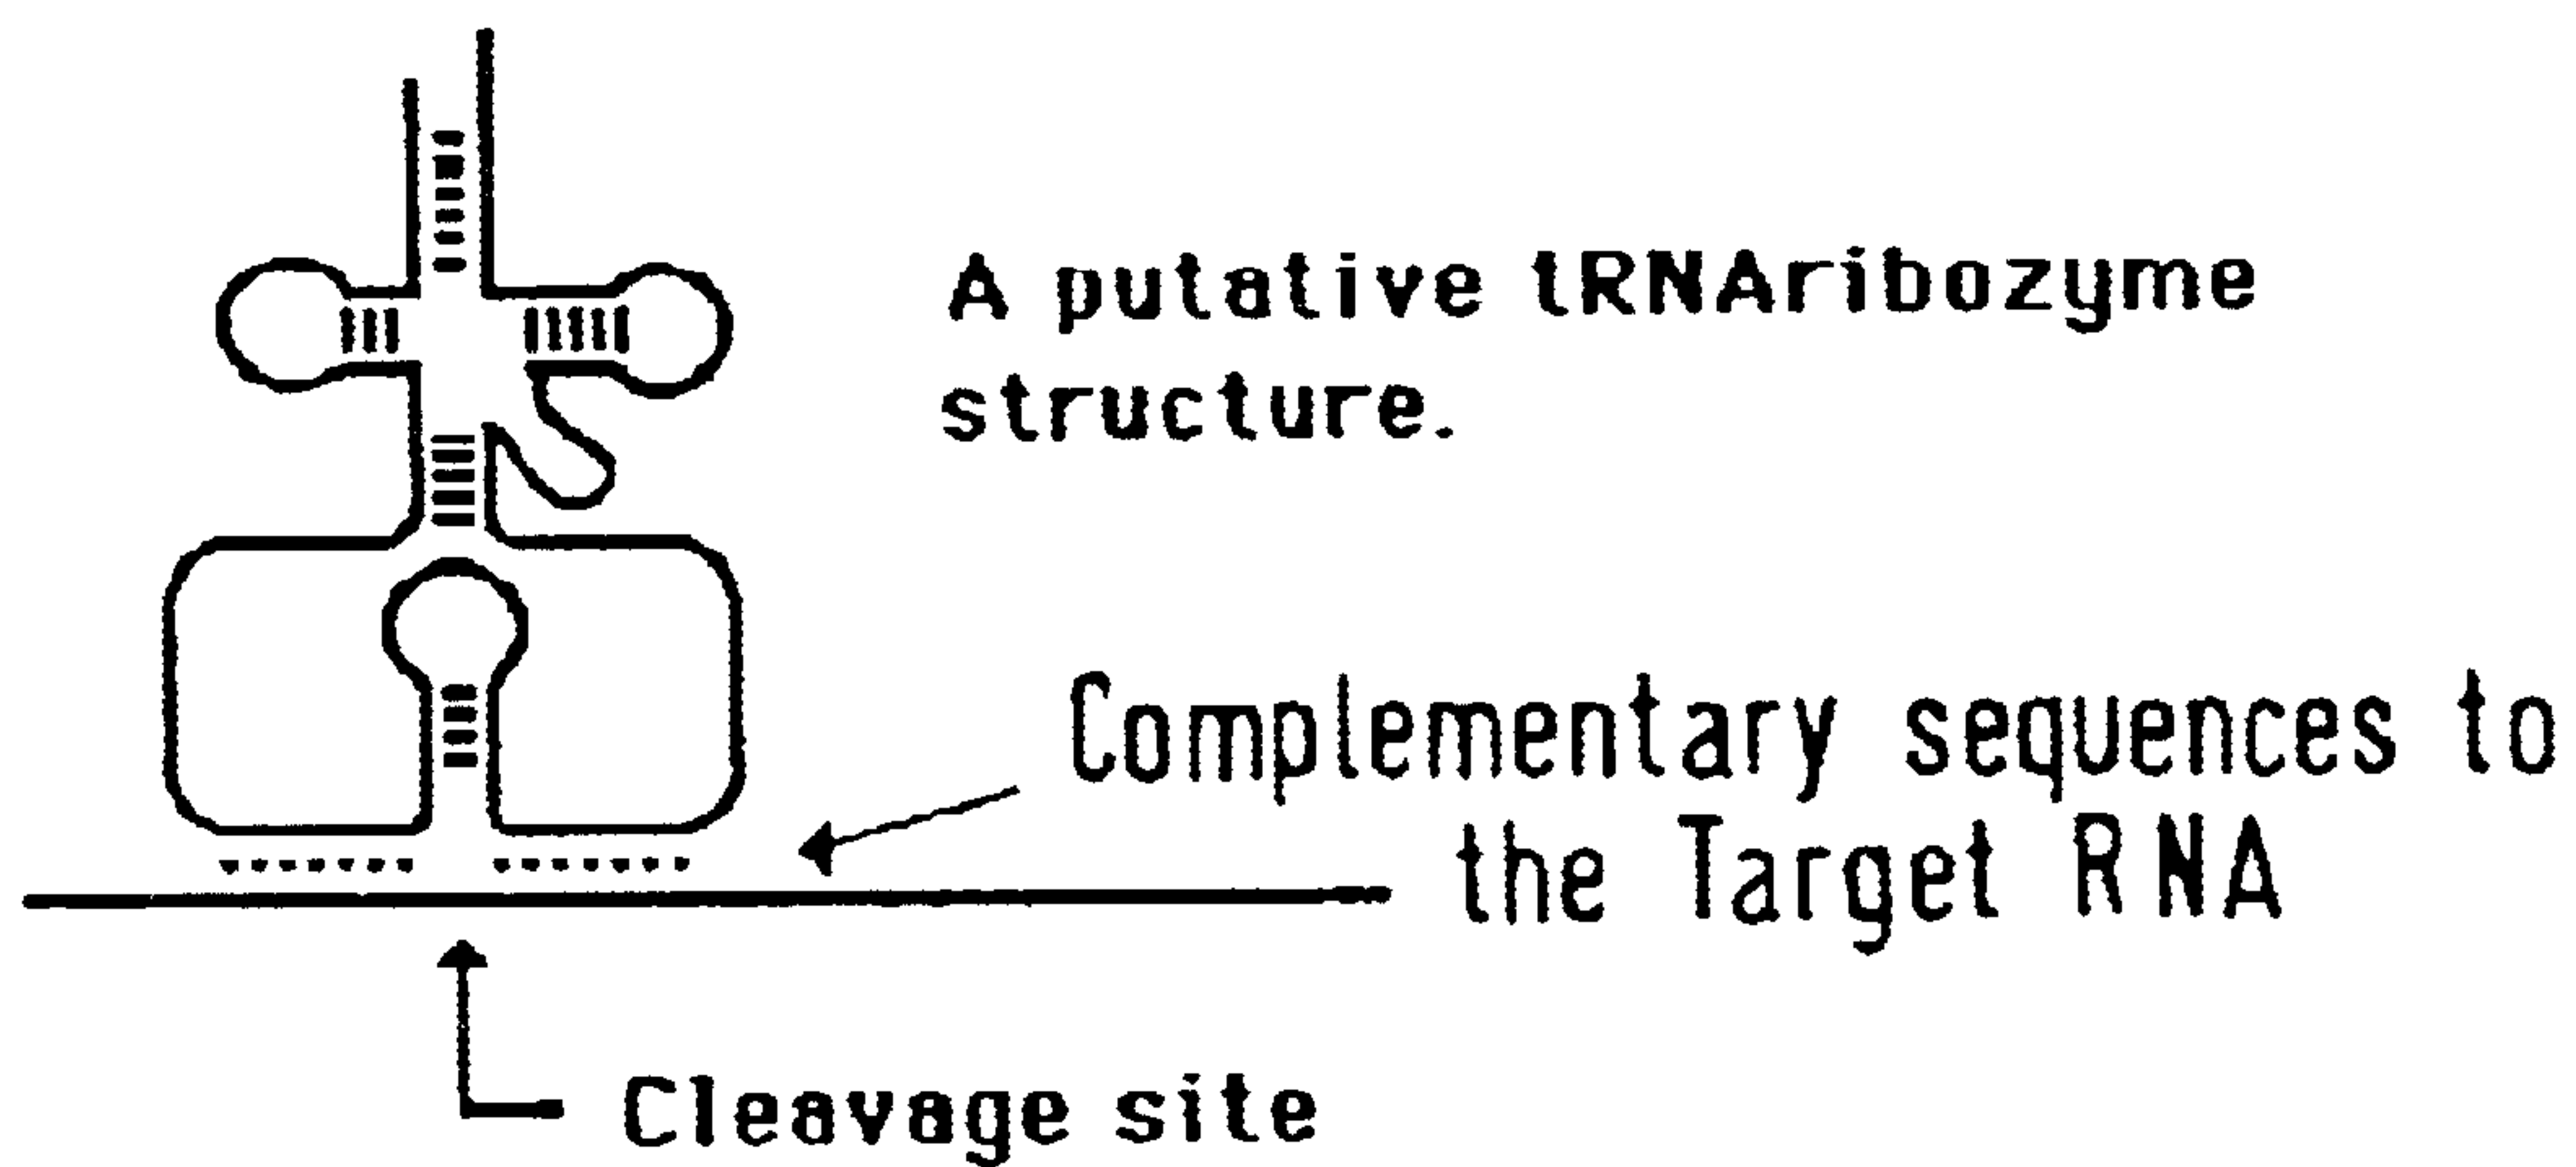 A putative tRNAribozyme
structure.
Complementary sequences to
the Target RNA
Cleavage site